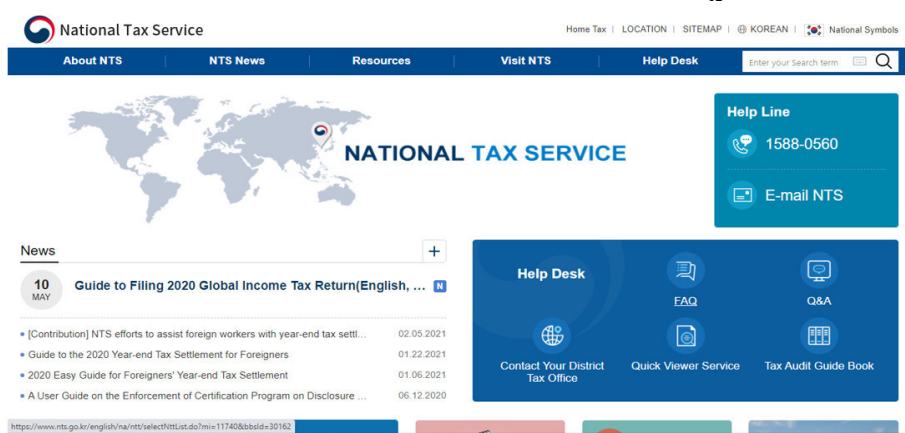 National Tax Service
Home Tax | LOCATION | SITEMAP | KOREAN | National Symbols
About NTS NTS News Resources Visit NTS Help Desk Enter your Search term
NATIONAL TAX SERVICE
Help Line
1588-0560
E-mail NTS
News
10
MAY
Guide to Filing 2020 Global Income Tax Return(English, ... N
[Contribution] NTS efforts to assist foreign workers with year-end tax settl... 02.05.2021
Guide to the 2020 Year-end Tax Settlement for Foreigners 01.22.2021
2020 Easy Guide for Foreigners' Year-end Tax Settlement 01.06.2021
A User Guide on the Enforcement of Certification Program on Disclosure ... 06.12.2020
Help Desk
FAQ
Q&A
Contact Your District
Tax Office
Quick Viewer Service
Tax Audit Guide Book
https://www.nts.go.kr/english/na/ntt/selectNttList.do?mi=11740&bbsId=30162